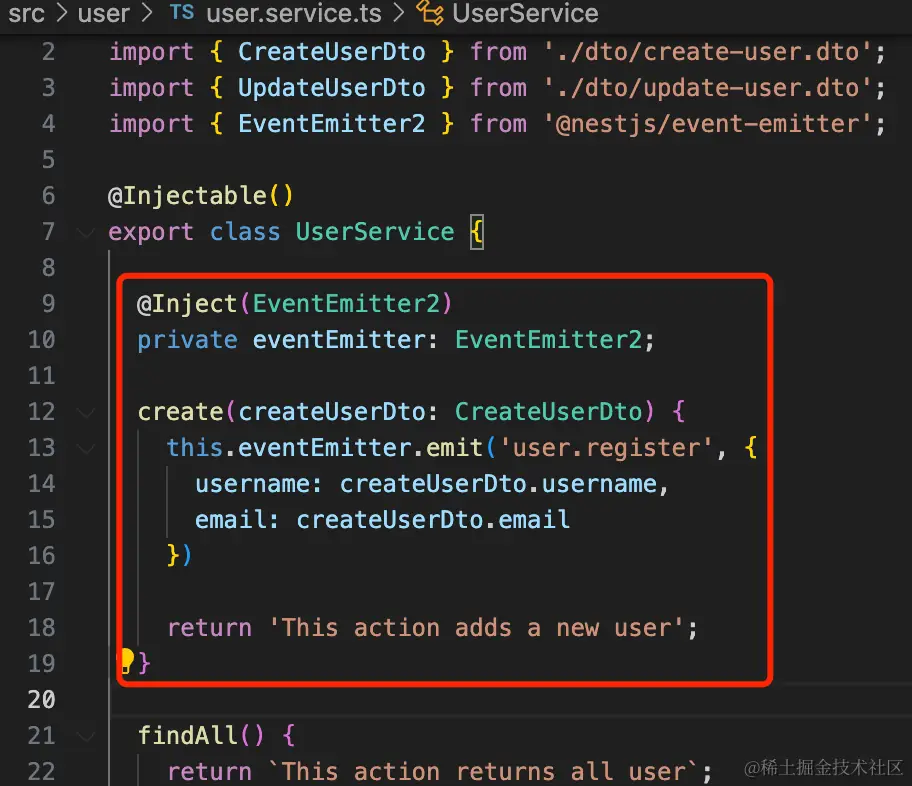 src > user > TS user.service.ts > UserService
2 import { CreateUserDto } from './dto/create-user.dto';
3 import { UpdateUserDto } from './dto/update-user.dto';
4 import { EventEmitter2 } from '@nestjs/event-emitter';
5
6 @Injectable()
7 export class UserService {
8
9 @Inject(EventEmitter2)
10 private eventEmitter: EventEmitter2;
11
12 create(createUserDto: CreateUserDto) {
13 this.eventEmitter.emit('user.register', {
14 username: createUserDto.username,
15 email: createUserDto.email
16 })
17
18 return 'This action adds a new user';
19 }
20
21 findAll() {
22 return `This action returns all user`;
@稀土掘金技术社区